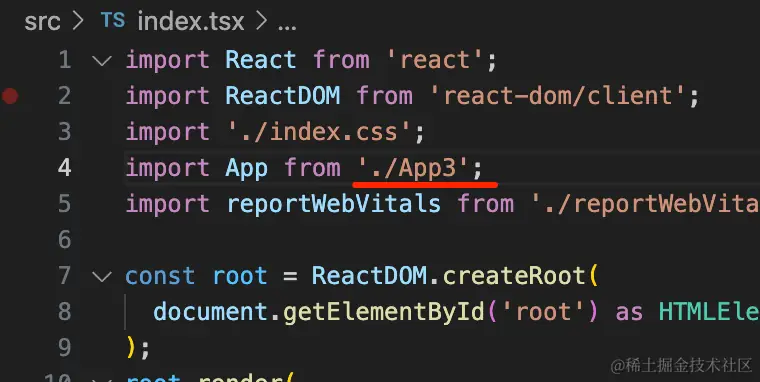 src > TS index.tsx > ...
1 import React from 'react';
2 import ReactDOM from 'react-dom/client';
3 import './index.css';
4 import App from './App3';
5 import reportWebVitals from './reportWebVita
6
7 const root = ReactDOM.createRoot(
8 document.getElementById('root') as HTMLEle
9 );
10 root.render(
@稀土掘金技术社区